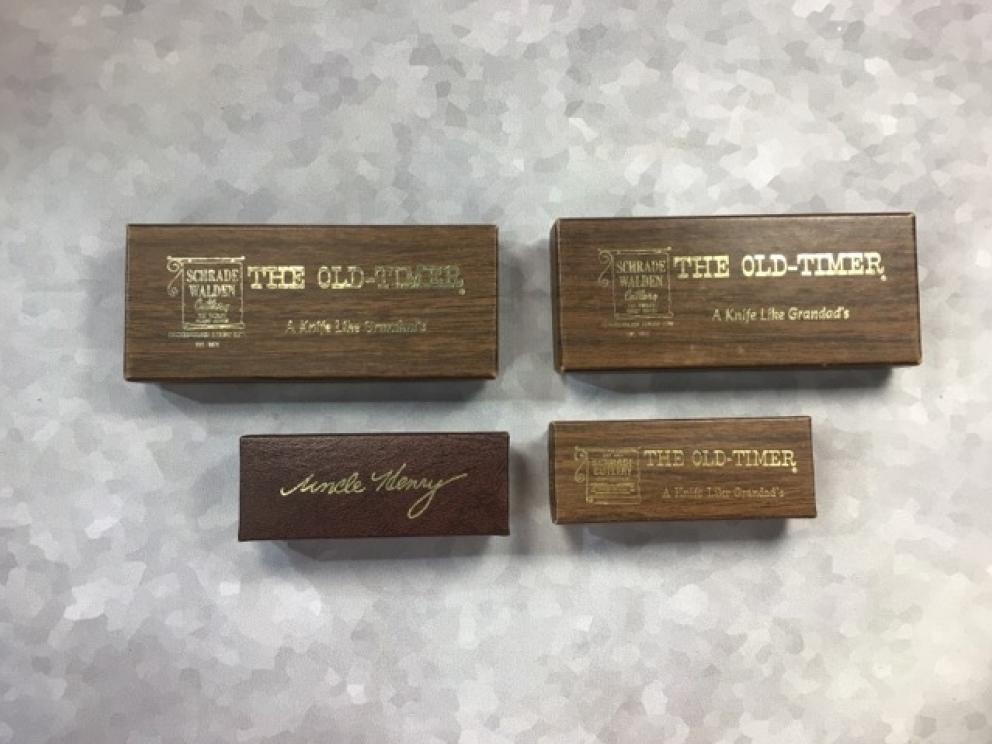 SCHRADE
WALDEN
Cutlery
THE OLD-TIMER
A Knife Like Grandad's
SCHRADE
WALDEN
Cutlery
THE OLD-TIMER
A Knife Like Grandad's
Uncle Henry
THE OLD-TIMER
A Knife Like Grandad's